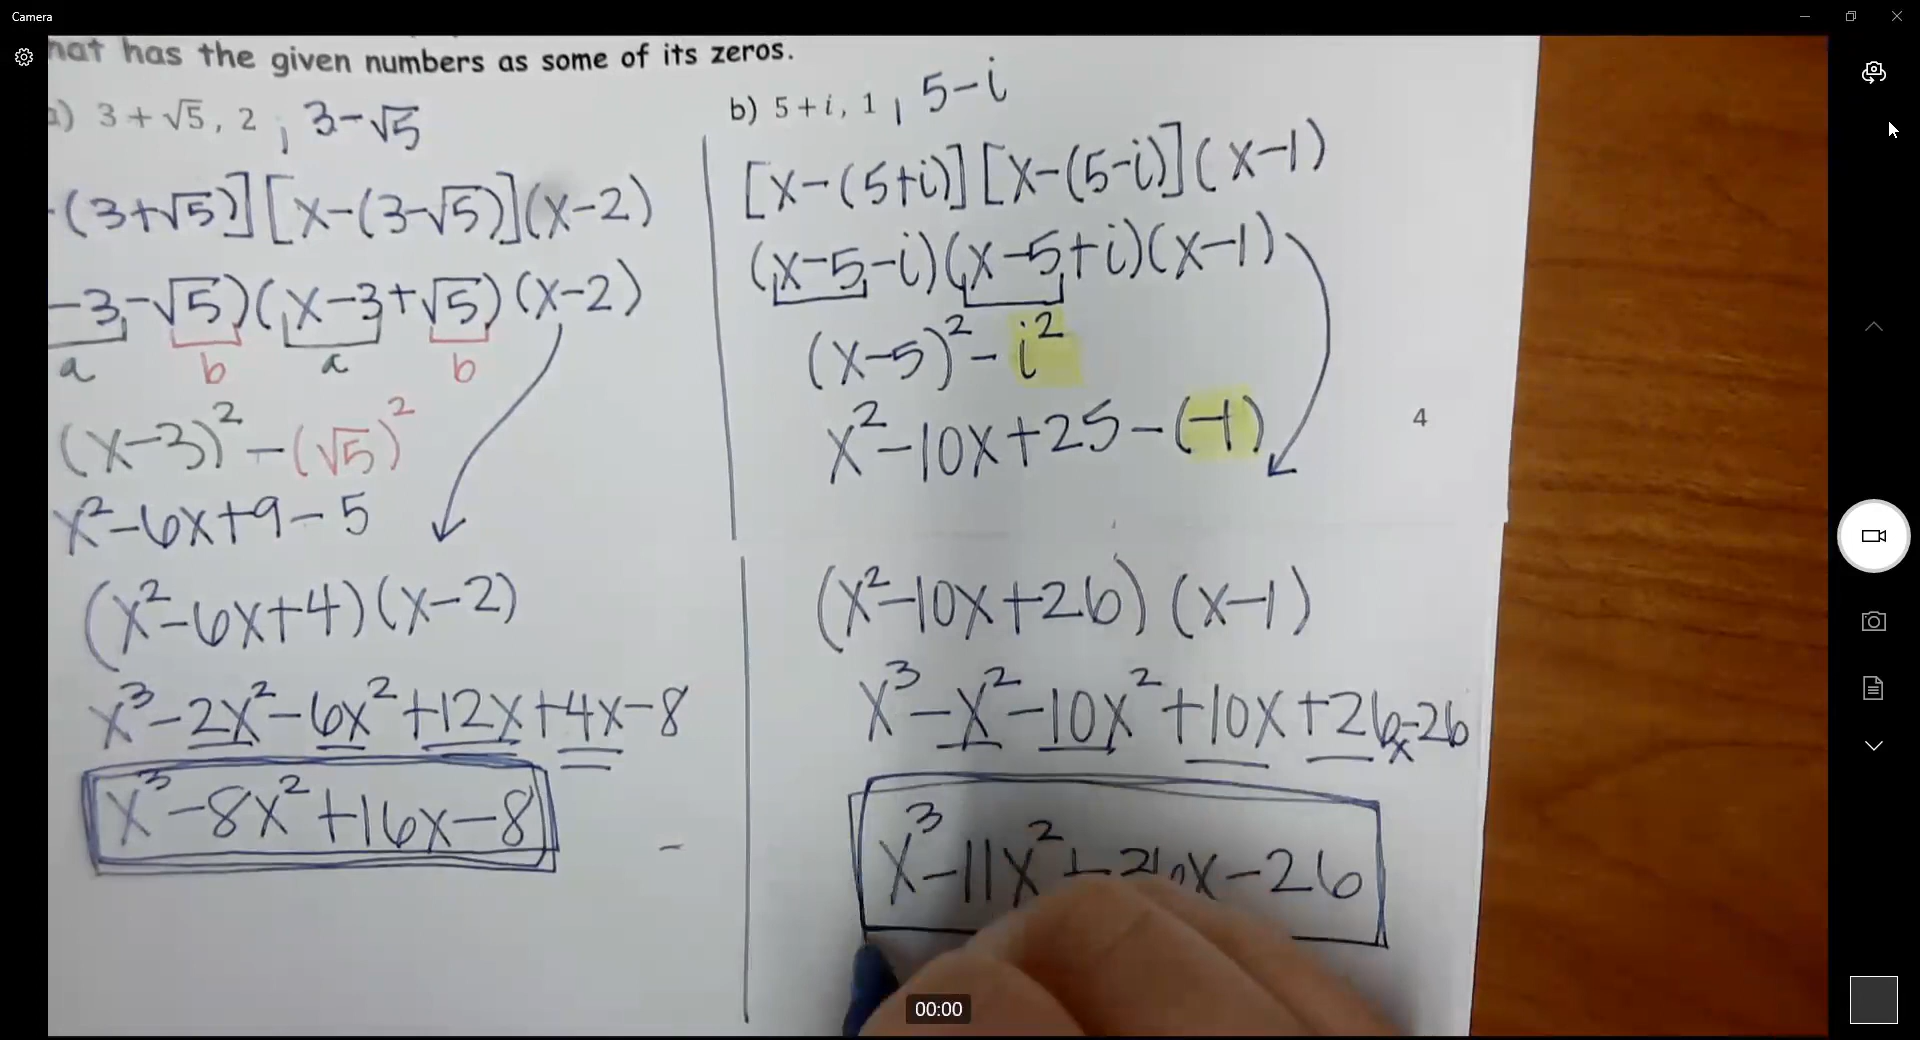 Camera
hat has the given numbers as some of its zeros.
a) 3 + √5, 2, 3-√5
-(3+√5)][x-(3-√5)](x-2)
-3-√5)(x-3+√5)(x-2)
a b a b
(x-3)² -(√5)²
x²-6x+9-5
(x²-6x+4)(x-2)
x³-2x²-6x²+12x+4x-8
x³-8x²+16x-8
b) 5+i, 1, 5-i
[x-(5+i)][x-(5-i)](x-1)
(x-5-i)(x-5+i)(x-1)
(x-5)²- i²
x²-10x+25-(-1)
4
(x²-10x+26)(x-1)
x³-x²-10x²+10x+26x-26
x³-11x²+36x-26
00:00